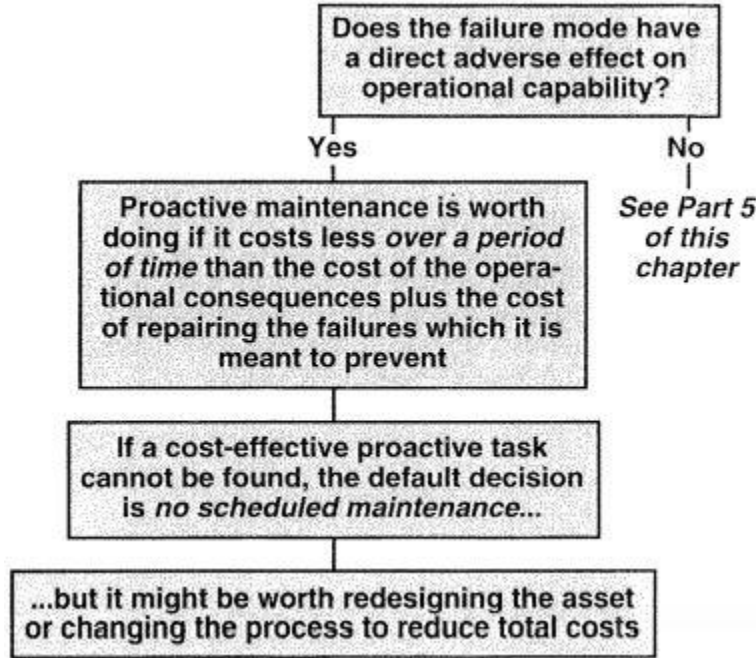 Does the failure mode have
a direct adverse effect on
operational capability?
Yes
No
Proactive maintenance is worth
doing if it costs less over a period
of time than the cost of the opera-
tional consequences plus the cost
of repairing the failures which it is
meant to prevent
See Part 5
of this
chapter
If a cost-effective proactive task
cannot be found, the default decision
is no scheduled maintenance...
...but it might be worth redesigning the asset
or changing the process to reduce total costs